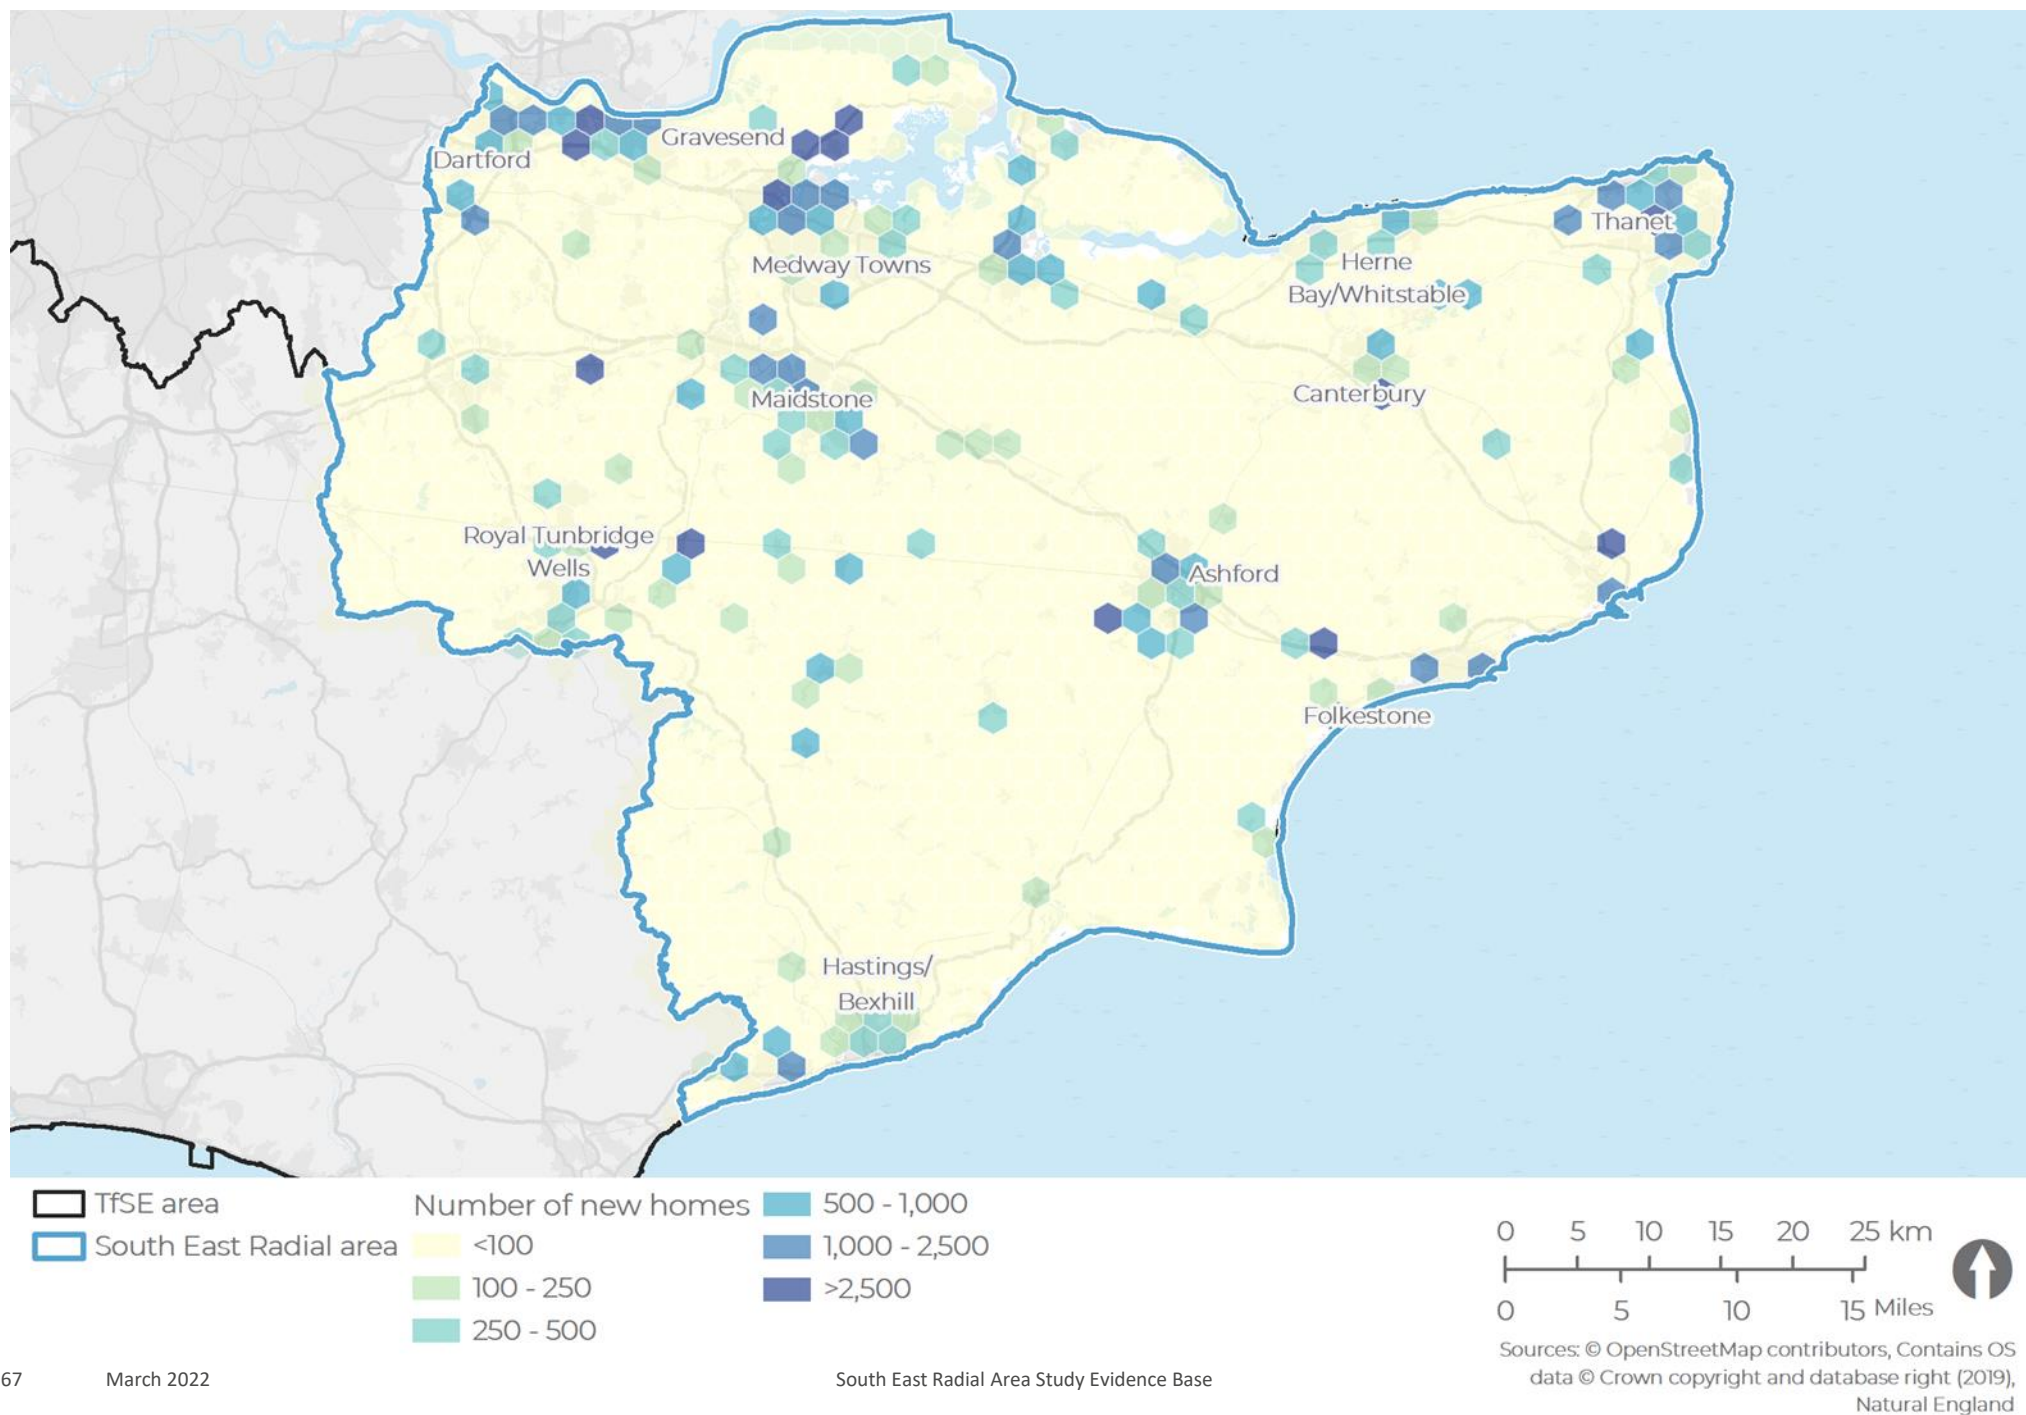 Gravesend
Dartford
Thanet
Medway Towns
Herne
Bay/Whitstable
Maidstone
Canterbury
Royal Tunbridge
Wells
Ashford
Folkestone
Hastings/
Bexhill
TfSE area
South East Radial area
Number of new homes
<100
100 - 250
250 - 500
500 - 1,000
1,000 - 2,500
>2,500
0 5 10 15 20 25 km
0 5 10 15 Miles
Sources: © OpenStreetMap contributors, Contains OS
data © Crown copyright and database right (2019),
Natural England
67 March 2022 South East Radial Area Study Evidence Base